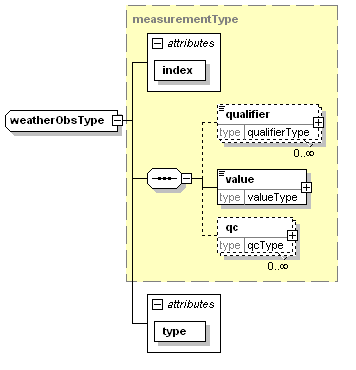 measurementType
attributes
index
weatherObsType
qualifier
type qualifierType
0..∞
value
type valueType
qc
type qcType
0..∞
attributes
type